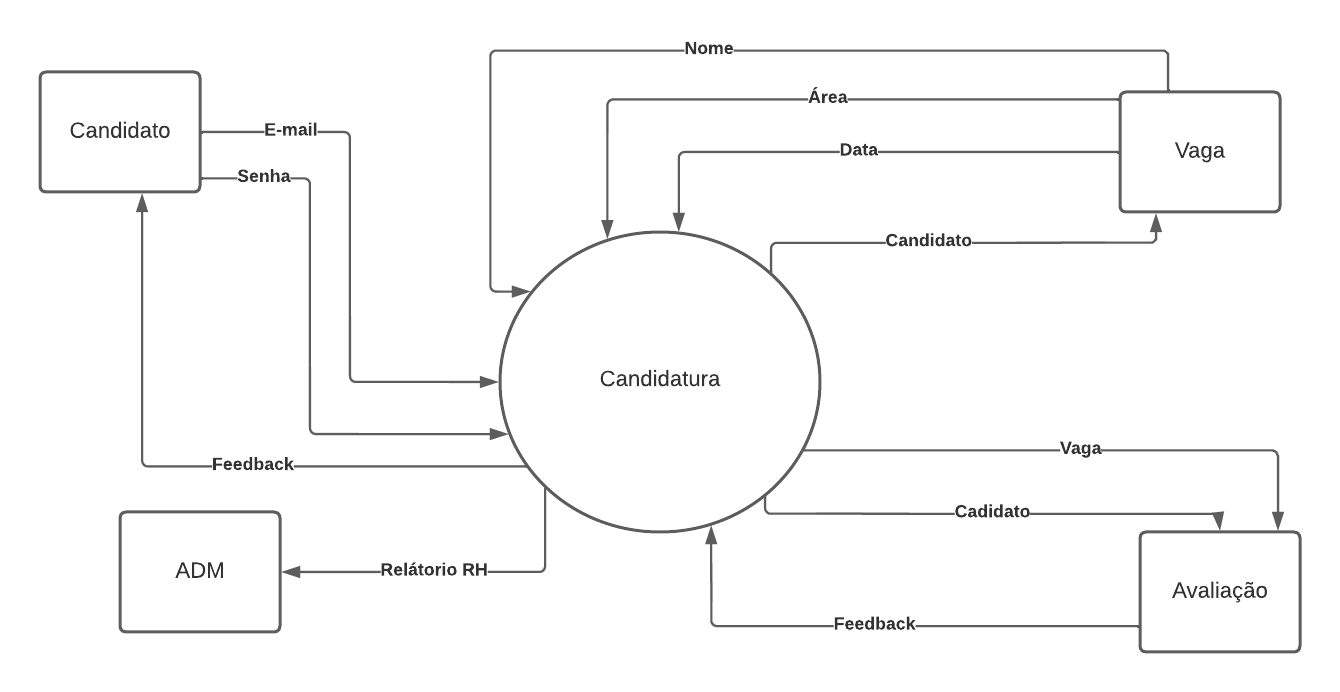 Nome
Área
Candidato
E-mail
Data
Vaga
Senha
Candidato
Candidatura
Vaga
Feedback
Cadidato
ADM
Relátorio RH
Avaliação
Feedback